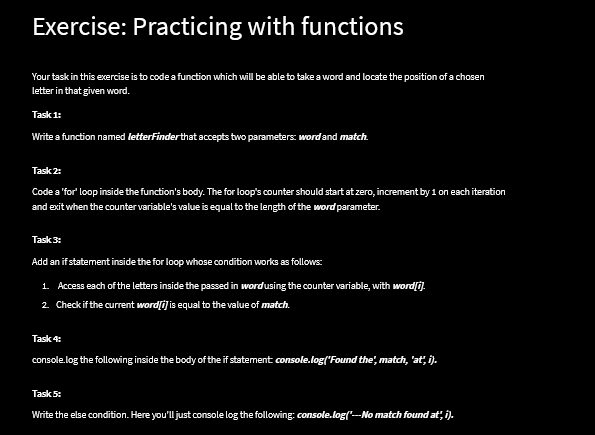 Exercise: Practicing with functions
Your task in this exercise is to code a function which will be able to take a word and locate the position of a chosen
letter in that given word.
Task 1:
Write a function named letterFinder that accepts two parameters: word and match.
Task 2:
Code a 'for' loop inside the function's body. The for loop's counter should start at zero, increment by 1 on each iteration
and exit when the counter variable's value is equal to the length of the word parameter.
Task 3:
Add an if statement inside the for loop whose condition works as follows:
1. Access each of the letters inside the passed in word using the counter variable, with word[i].
2. Check if the current word[i] is equal to the value of match.
Task 4:
console.log the following inside the body of the if statement: console.log('Found the', match, 'at', i).
Task 5:
Write the else condition. Here you'll just console log the following: console.log('---No match found at', i).